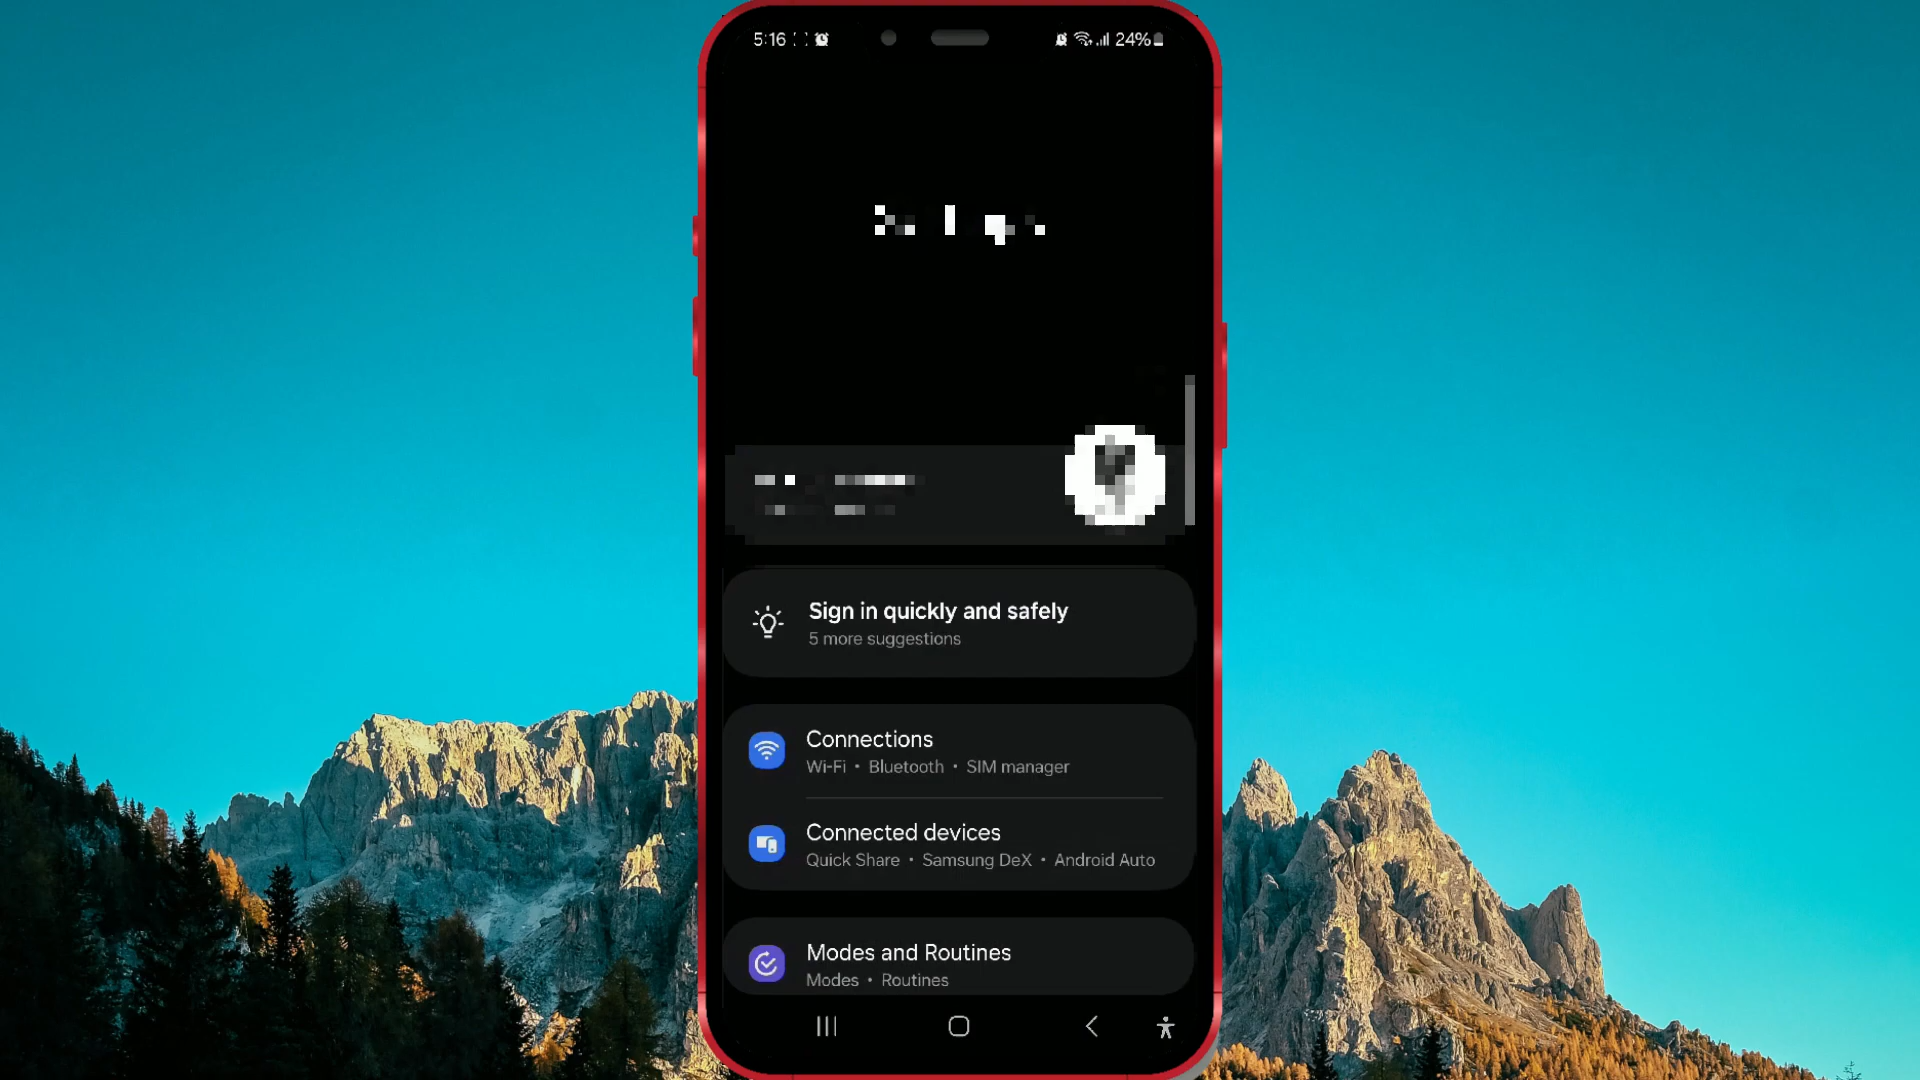 5:16 24%
Sign in quickly and safely
5 more suggestions
Connections
Wi-Fi • Bluetooth • SIM manager
Connected devices
Quick Share • Samsung DeX • Android Auto
Modes and Routines
Modes • Routines